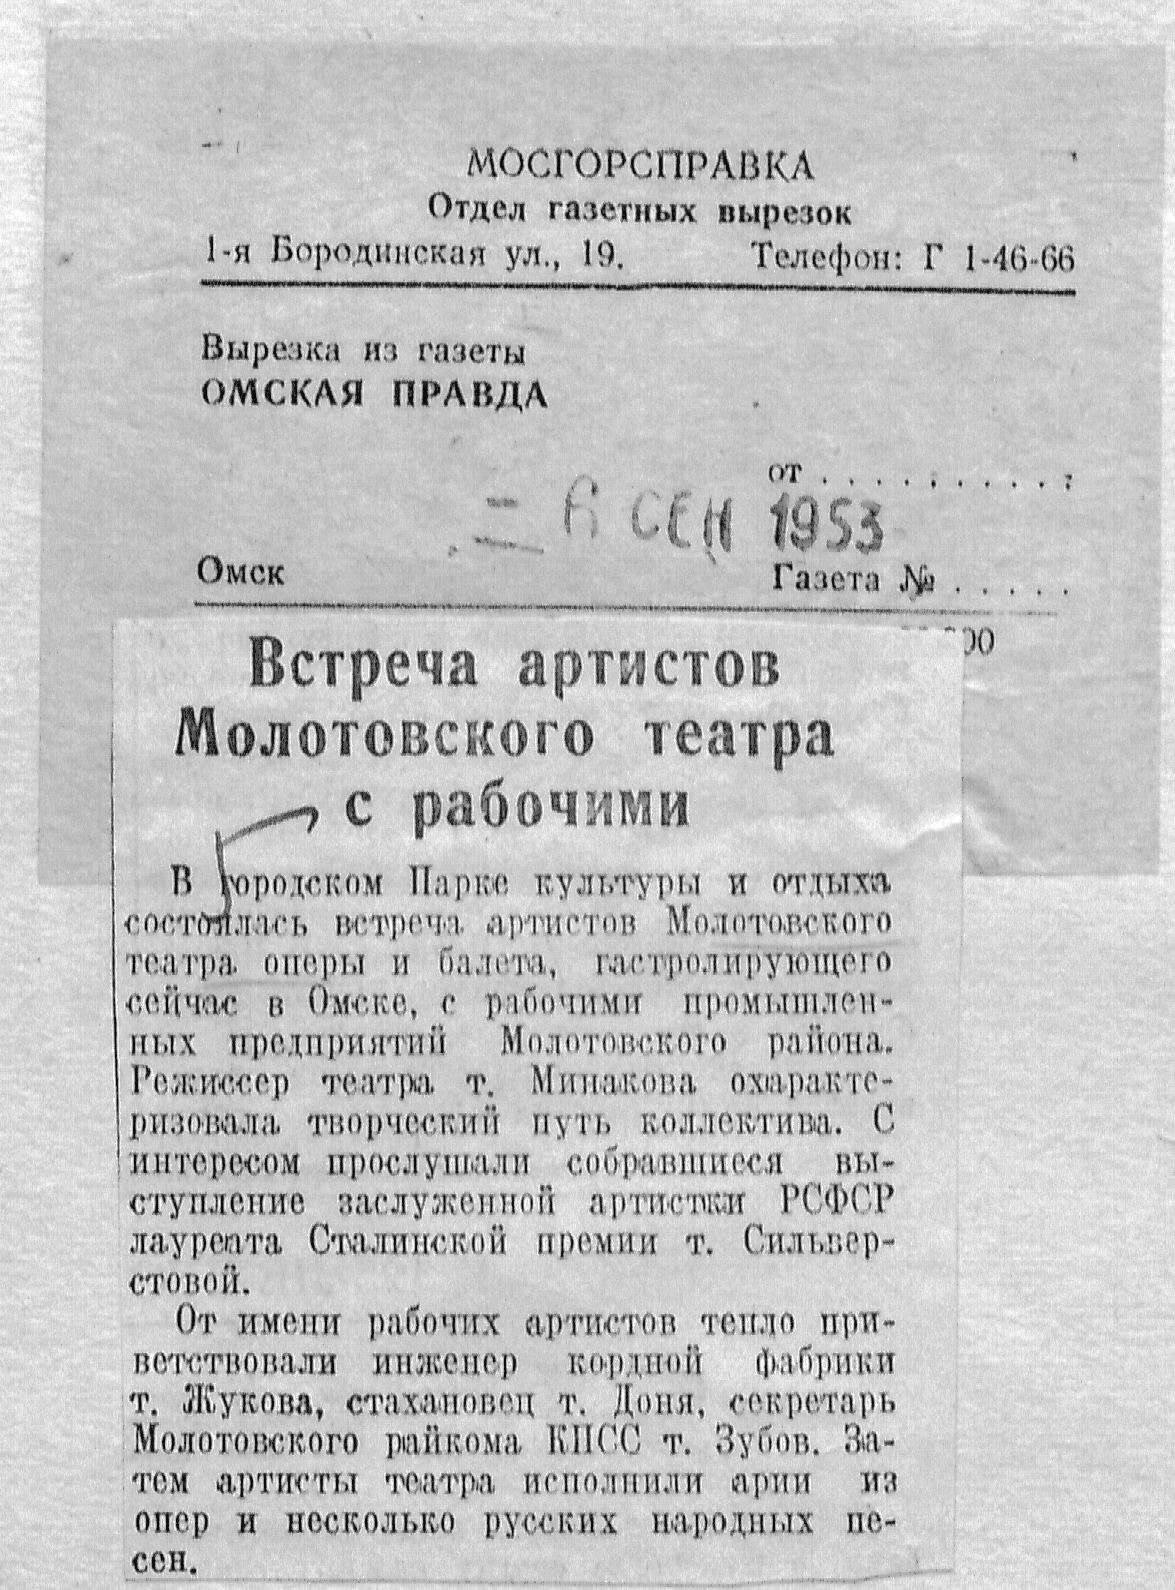 МОСГОРСПРАВКА
Отдел газетных вырезок
1-я Бородинская ул., 19. Телефон: Г 1-46-66
Вырезка из газеты
ОМСКАЯ ПРАВДА
от . . . . . . . . . . .
СЕН 1953
Омск Газета № . . . . .
Встреча артистов
Молотовского театра
с рабочими
В городском Парке культуры и отдыха
состоялась встреча артистов Молотовского
театра оперы и балета, гастролирующего
сейчас в Омске, с рабочими промышлен-
ных предприятий Молотовского района.
Режиссер театра т. Минакова охаракте-
ризовала творческий путь коллектива. С
интересом прослушали собравшиеся вы-
ступление заслуженной артистки РСФСР
лауреата Сталинской премии т. Сильвер-
стовой.
От имени рабочих артистов тепло при-
ветствовали инженер кордной фабрики
т. Жукова, стахановец т. Доня, секретарь
Молотовского райкома КПСС т. Зубов. За-
тем артисты театра исполнили арии из
опер и несколько русских народных пе-
сен.